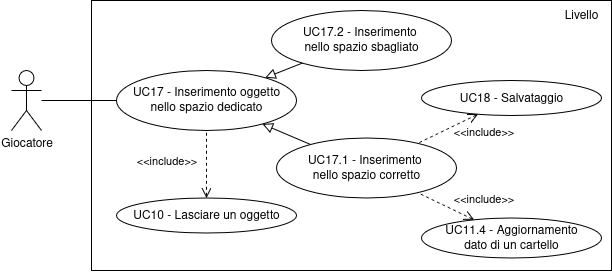 Livello
UC17.2 - Inserimento
nello spazio sbagliato
UC17 - Inserimento oggetto
nello spazio dedicato
UC18 - Salvataggio
<<include>>
Giocatore
<<include>>
UC17.1 - Inserimento
nello spazio corretto
<<include>>
UC10 - Lasciare un oggetto
UC11.4 - Aggiornamento
dato di un cartello